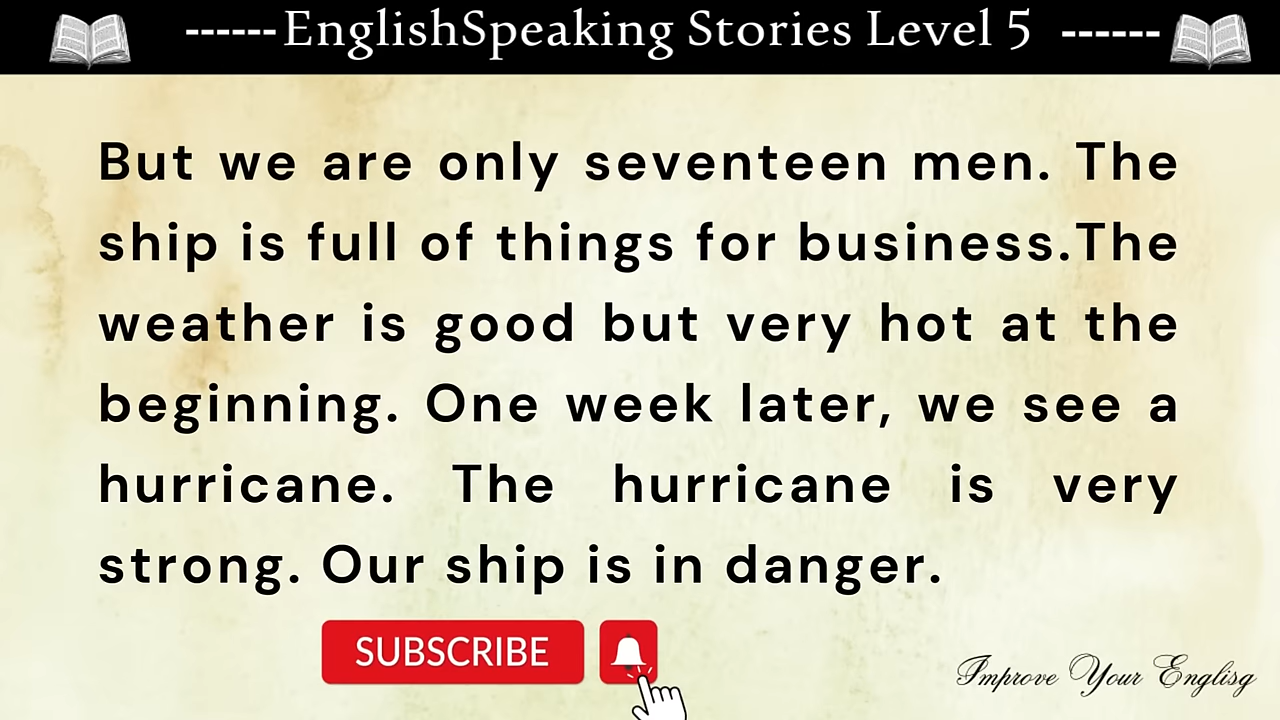 ------EnglishSpeaking Stories Level 5 ------
But we are only seventeen men. The
ship is full of things for business.The
weather is good but very hot at the
beginning. One week later, we see a
hurricane. The hurricane is very
strong. Our ship is in danger.
SUBSCRIBE
Improve Your Englisg